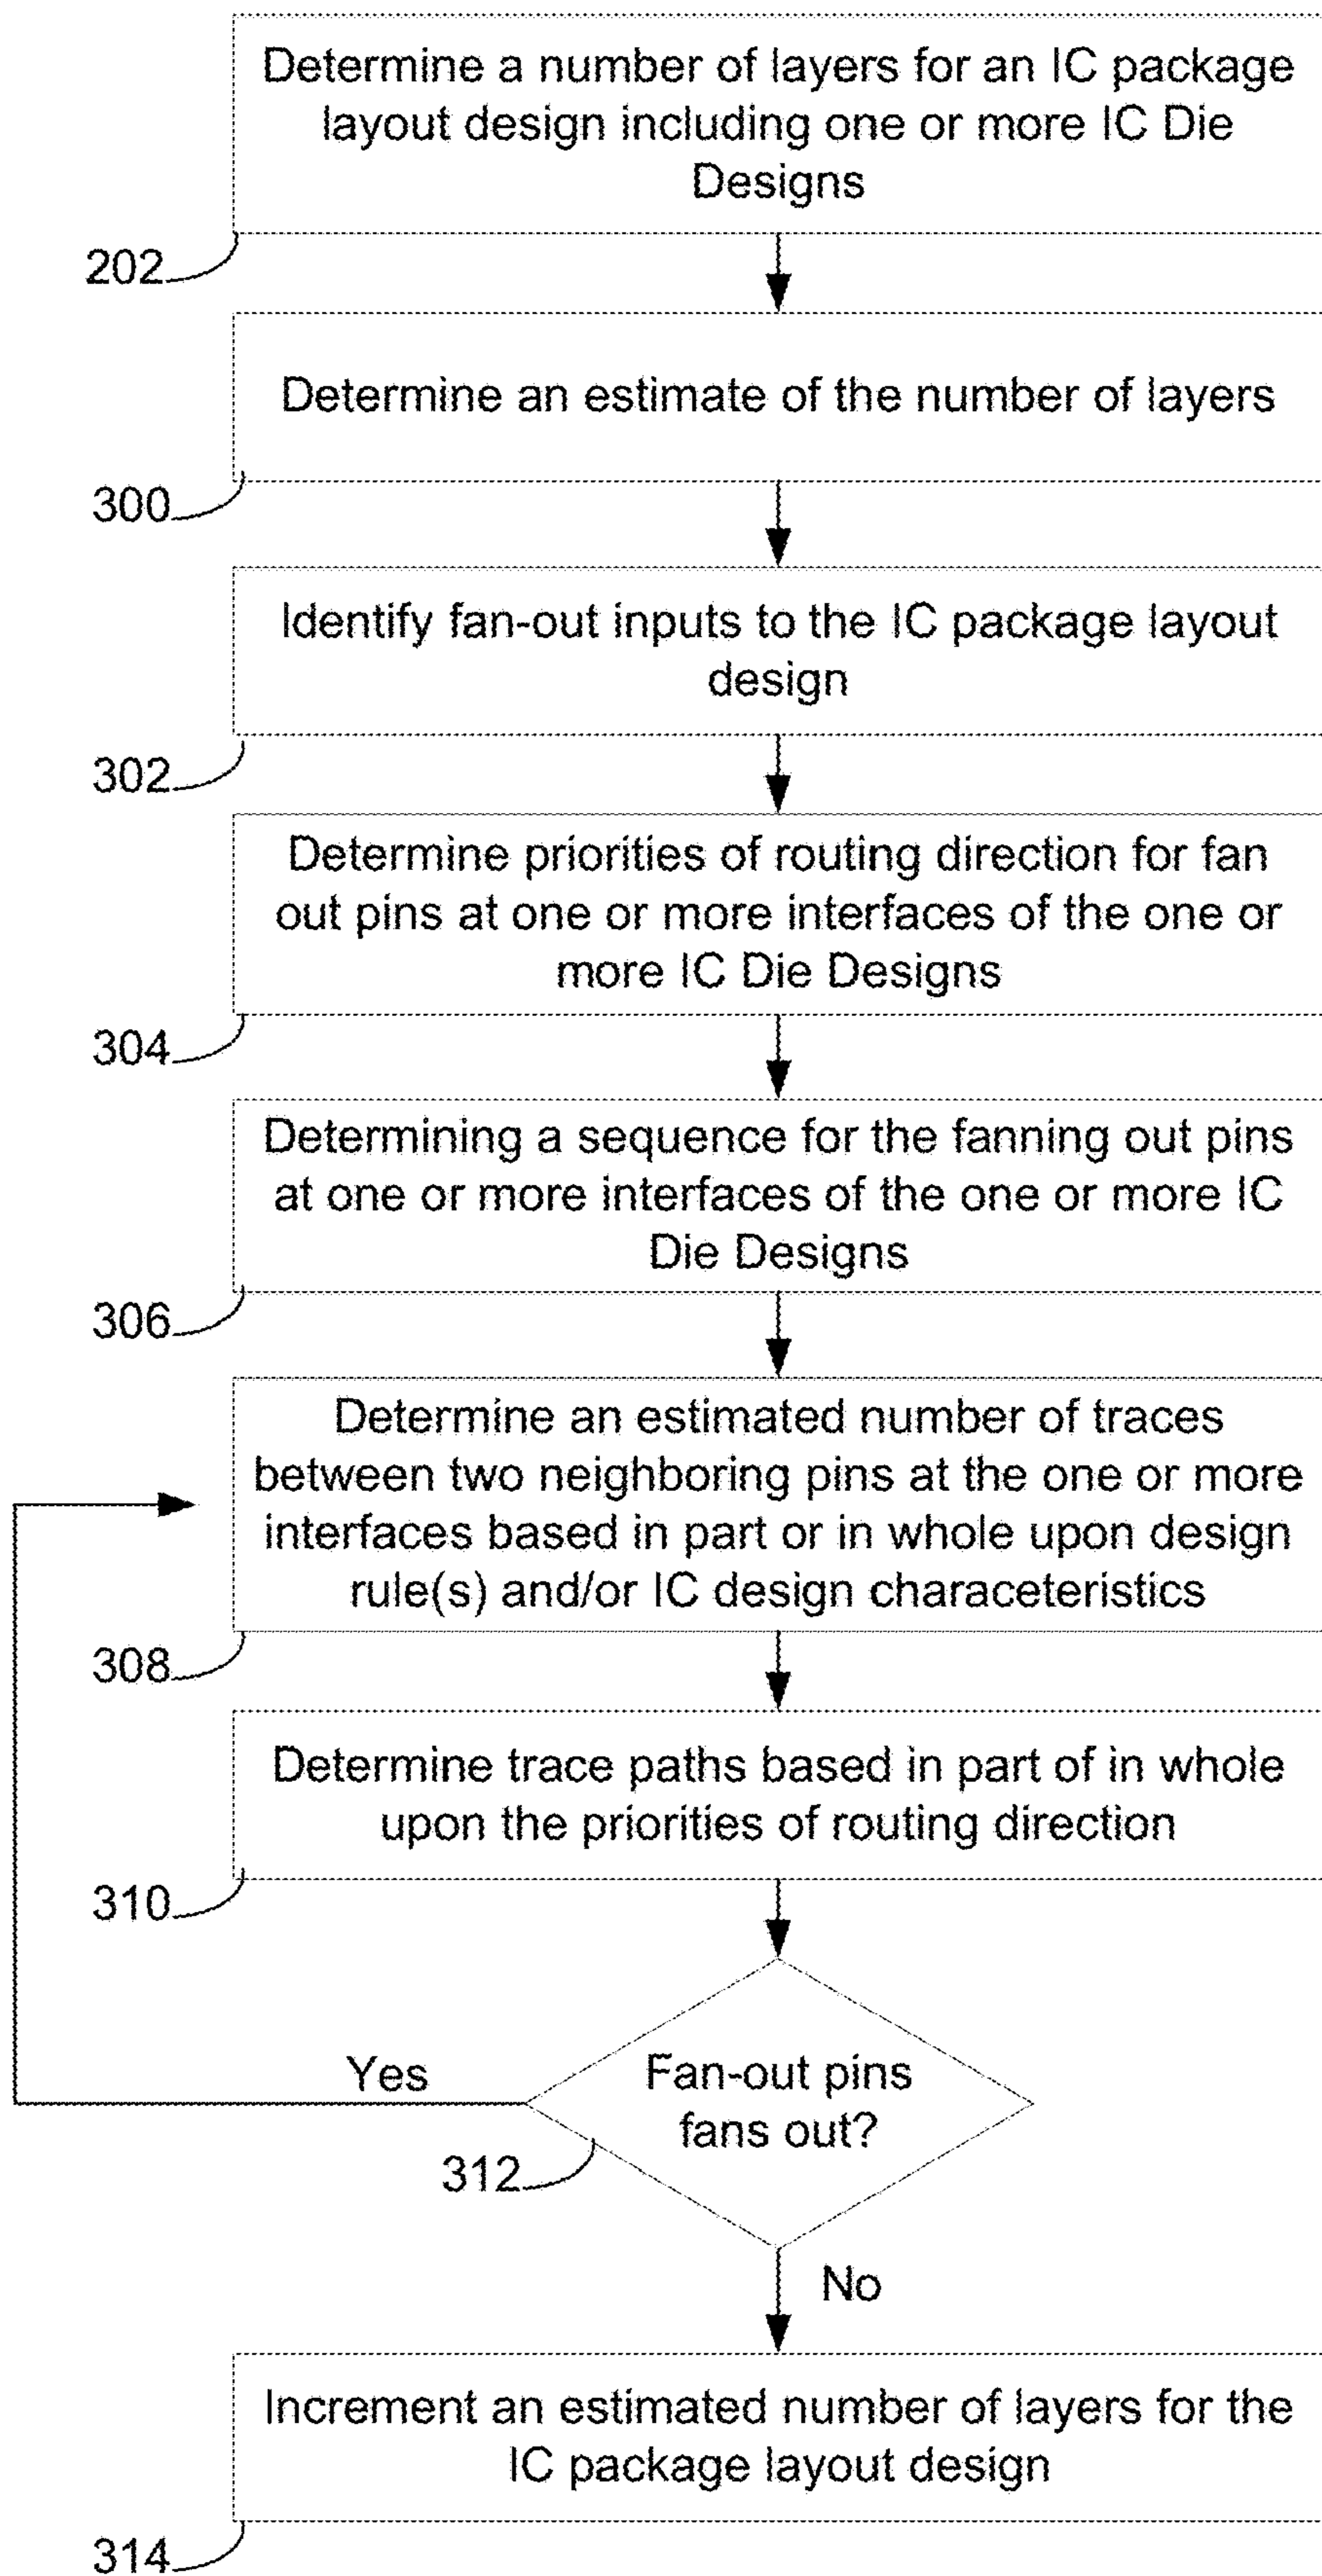 Determine a number of layers for an IC package
layout design including one or more IC Die
Designs
202
Determine an estimate of the number of layers
300
Identify fan-out inputs to the IC package layout
design
302
Determine priorities of routing direction for fan
out pins at one or more interfaces of the one or
more IC Die Designs
304
Determining a sequence for the fanning out pins
at one or more interfaces of the one or more IC
Die Designs
306
Determine an estimated number of traces
between two neighboring pins at the one or more
interfaces based in part or in whole upon design
rule(s) and/or IC design characeteristics
308
Determine trace paths based in part of in whole
upon the priorities of routing direction
310
Yes
Fan-out pins
fans out?
312
No
Increment an estimated number of layers for the
IC package layout design
314